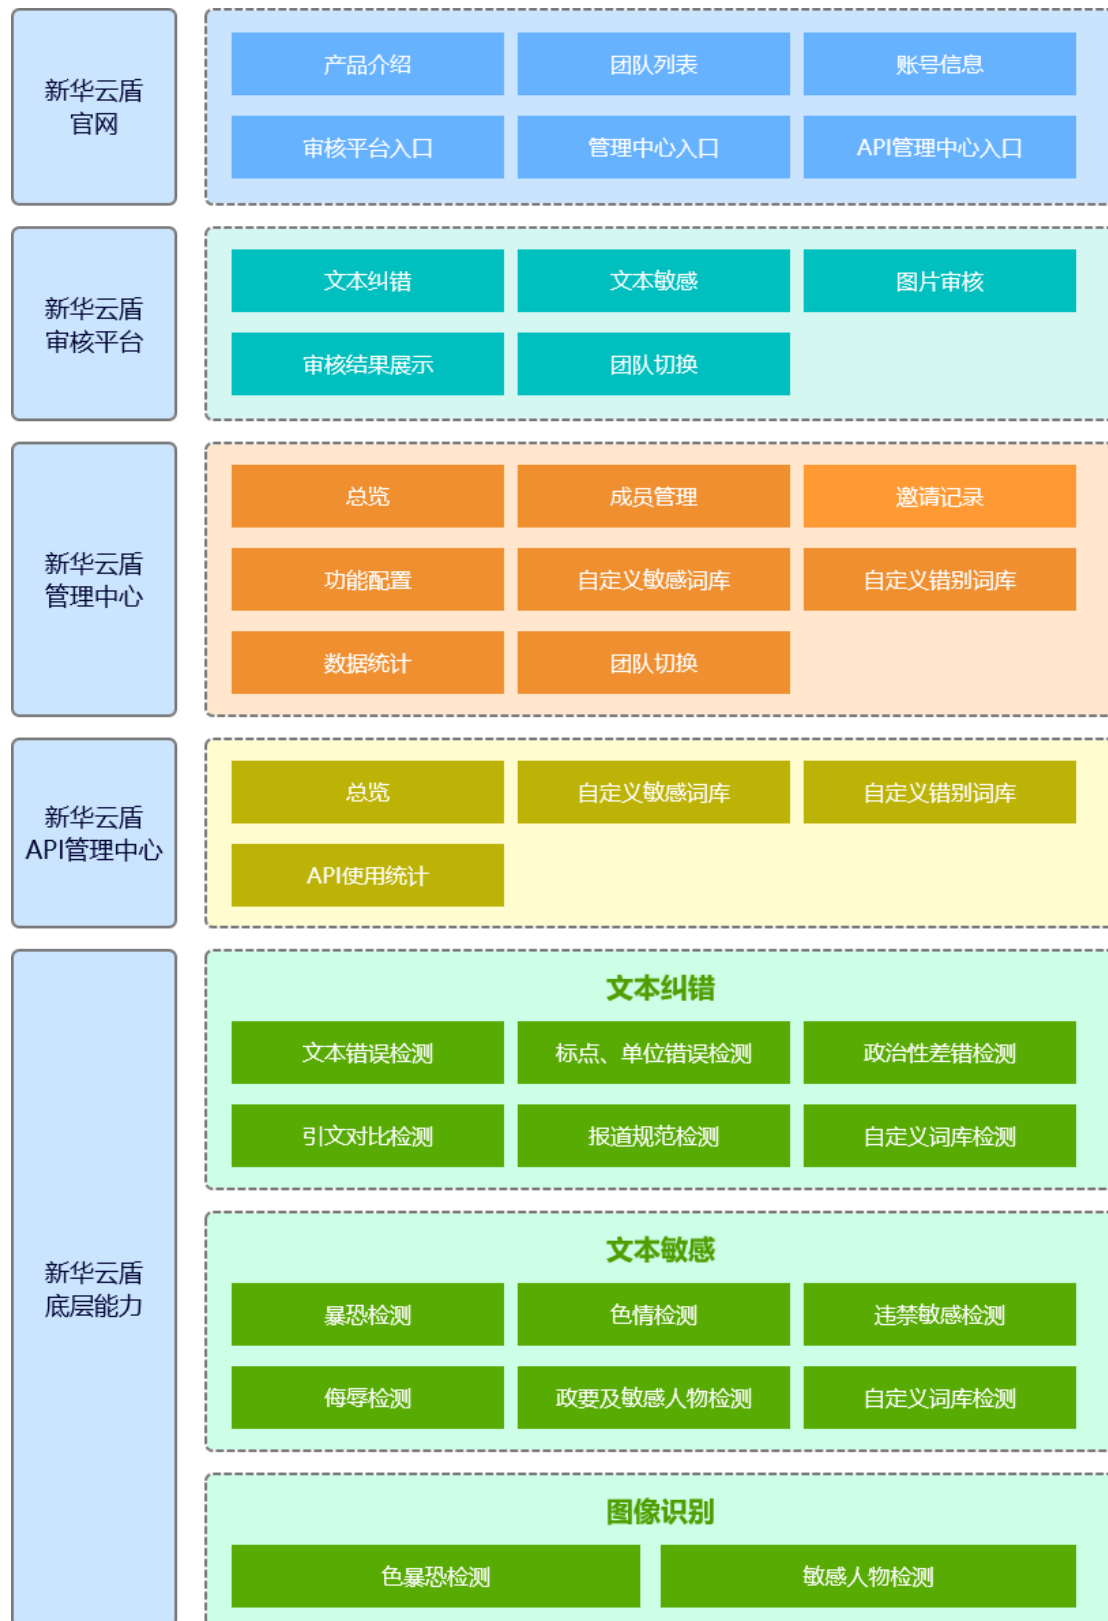 新华云盾
官网
产品介绍
团队列表
账号信息
审核平台入口
管理中心入口
API管理中心入口
新华云盾
审核平台
文本纠错
文本敏感
图片审核
审核结果展示
团队切换
新华云盾
管理中心
总览
成员管理
邀请记录
功能配置
自定义敏感词库
自定义错别词库
数据统计
团队切换
新华云盾
API管理中心
总览
自定义敏感词库
自定义错别词库
API使用统计
新华云盾
底层能力
文本纠错
文本错误检测
标点、单位错误检测
政治性差错检测
引文对比检测
报道规范检测
自定义词库检测
文本敏感
暴恐检测
色情检测
违禁敏感检测
侮辱检测
政要及敏感人物检测
自定义词库检测
图像识别
色暴恐检测
敏感人物检测